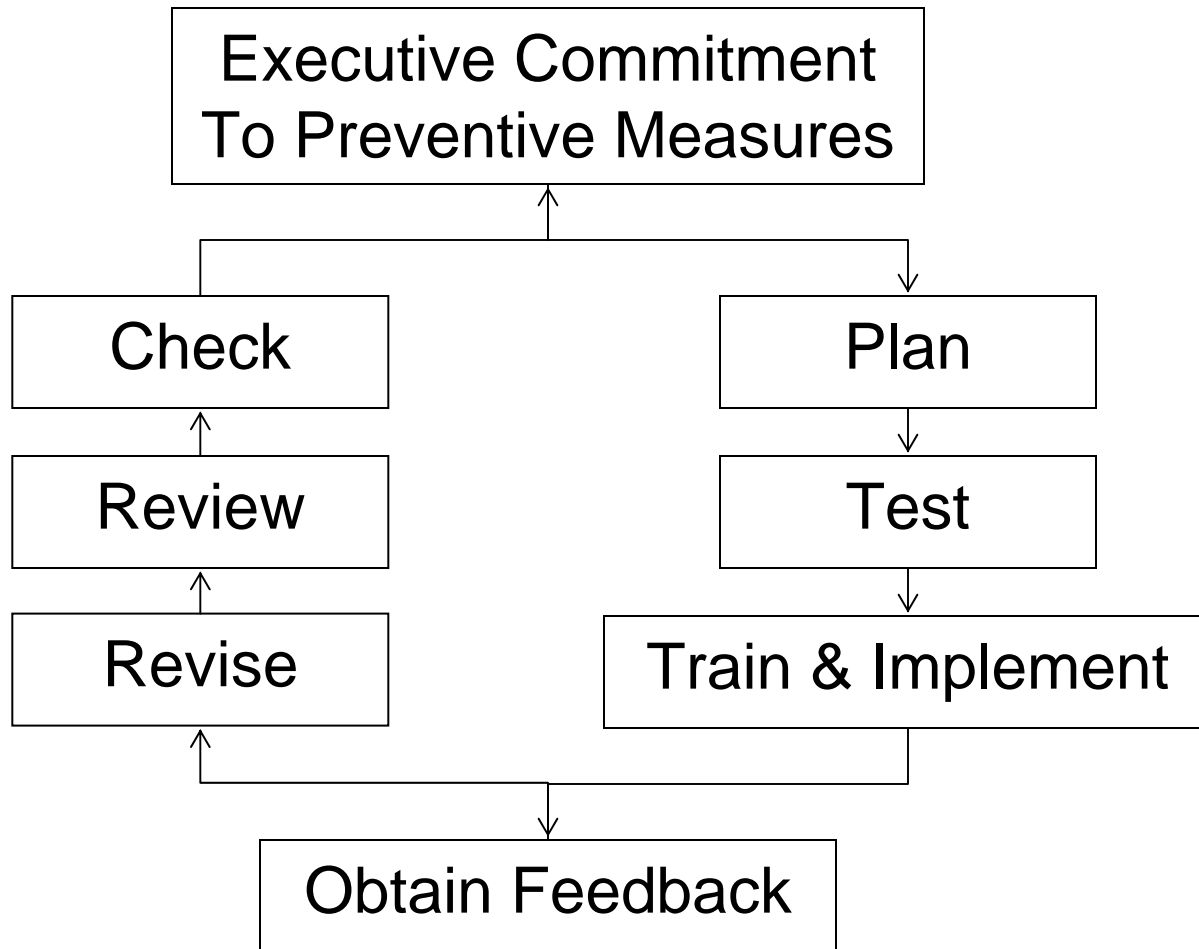 Executive Commitment
To Preventive Measures
Check
Plan
Review
Test
Revise
Train & Implement
Obtain Feedback